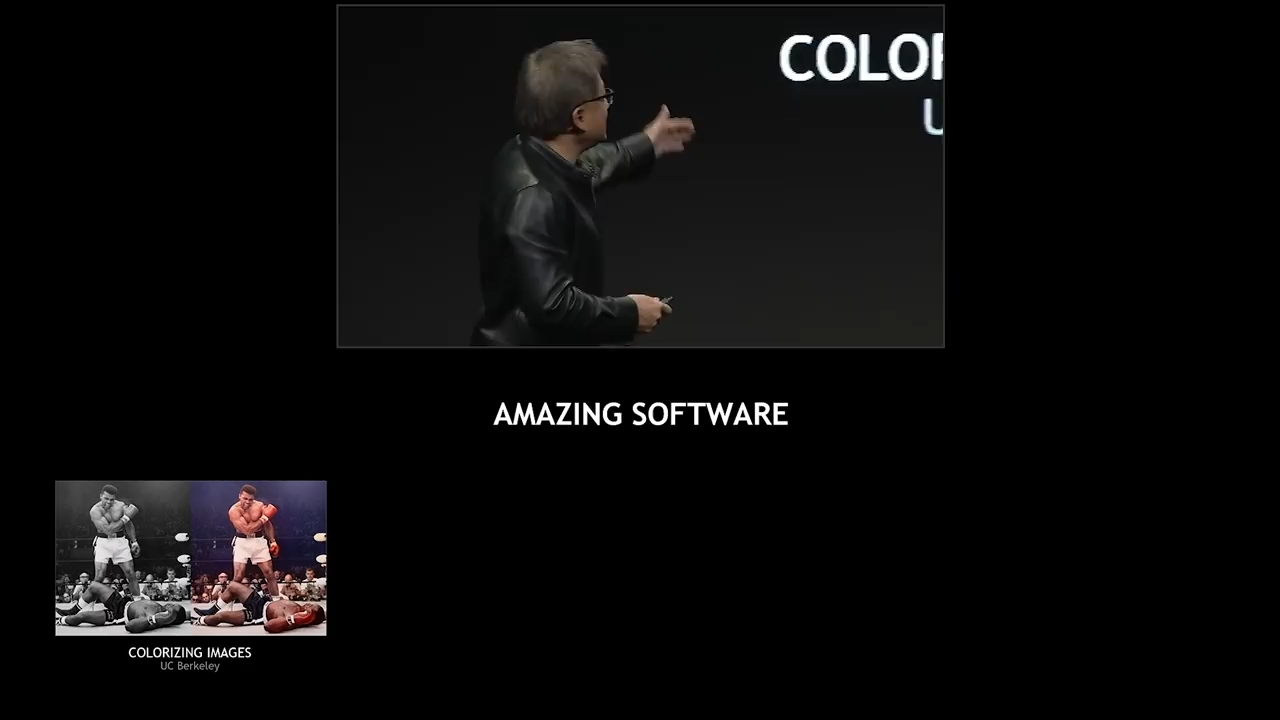 COLOR
U
AMAZING SOFTWARE
COLORIZING IMAGES
UC Berkeley